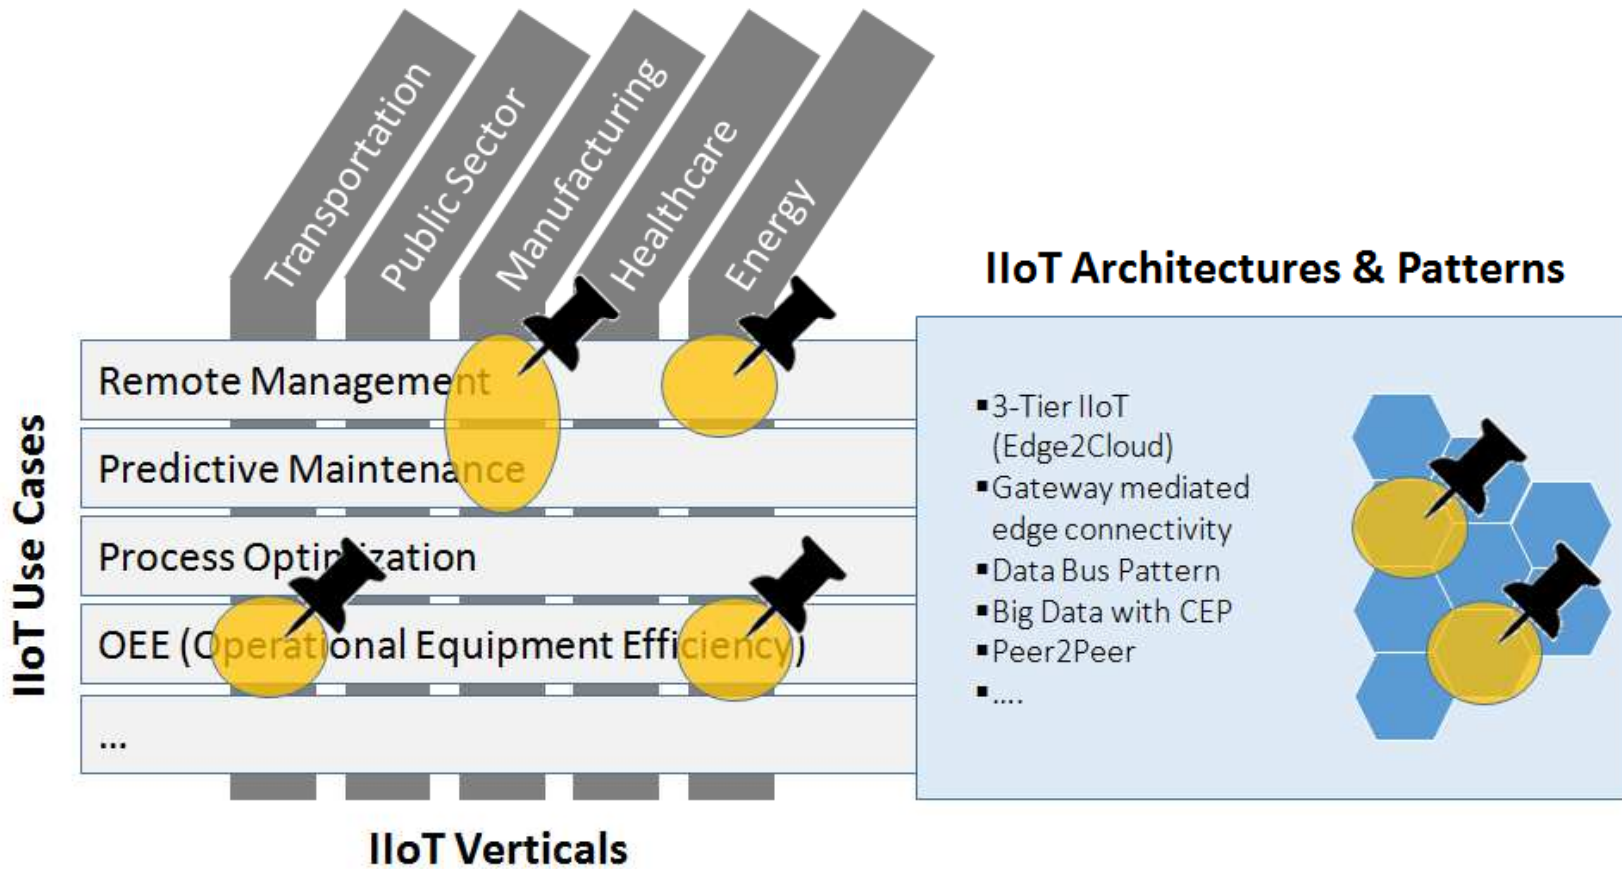 Transportation
Public Sector
Manufacturing
Healthcare
Energy
IIoT Architectures & Patterns
IIoT Use Cases
Remote Management
Predictive Maintenance
Process Optimization
OEE (Operational Equipment Efficiency)
...
▪3-Tier IIoT
(Edge2Cloud)
▪Gateway mediated
edge connectivity
▪Data Bus Pattern
▪Big Data with CEP
▪Peer2Peer
▪....
IIoT Verticals